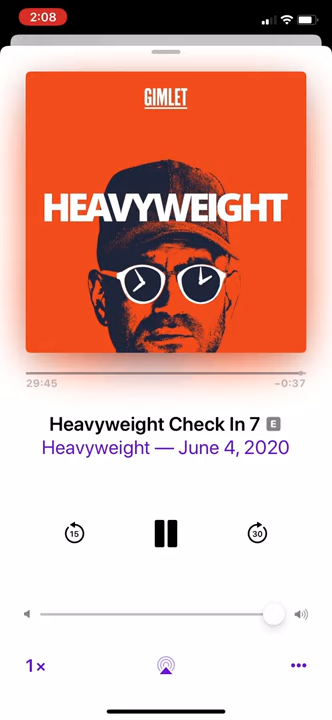 2:08
GIMLET
HEAVYWEIGHT
29:45
-0:37
Heavyweight Check In 7 E
Heavyweight — June 4, 2020
15
30
1×